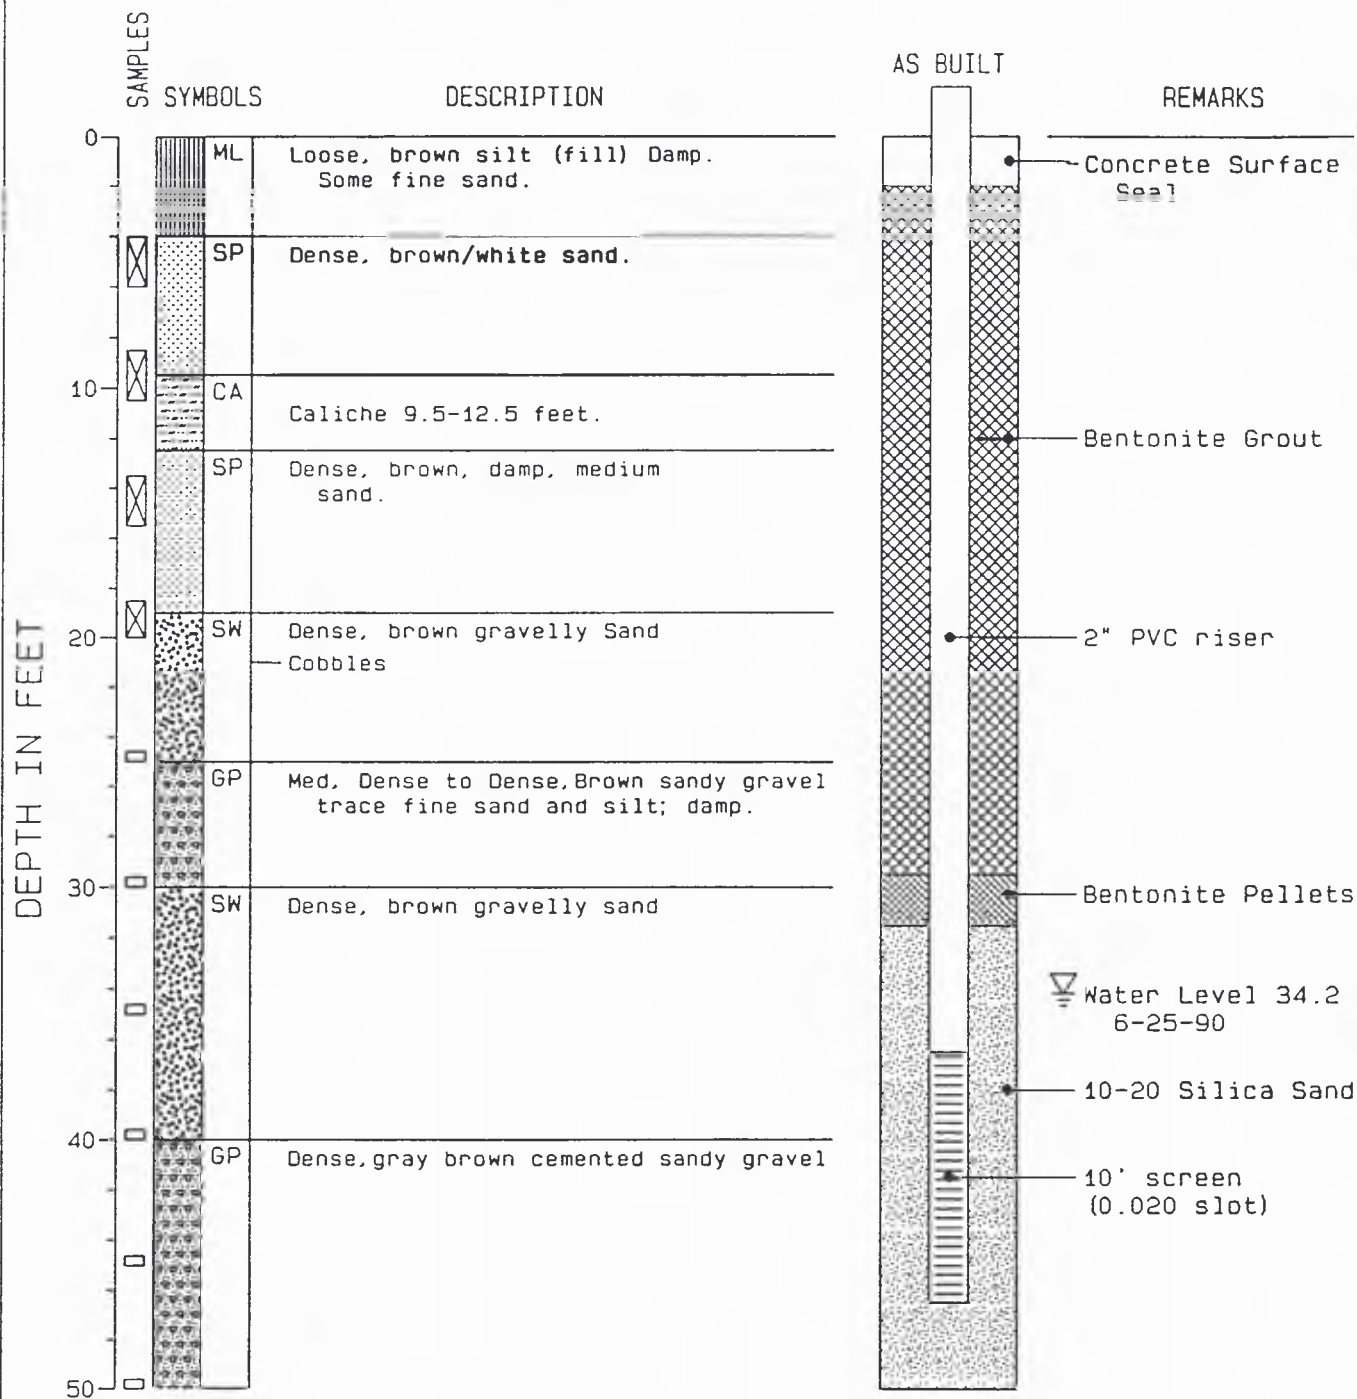 SAMPLES
SYMBOLS
DESCRIPTION
AS BUILT
REMARKS
DEPTH IN FEET
0
ML
Loose, brown silt (fill) Damp.
Some fine sand.
Concrete Surface
Seal
SP
Dense, brown/white sand.
10
CA
Caliche 9.5-12.5 feet.
Bentonite Grout
SP
Dense, brown, damp, medium
sand.
20
SW
Dense, brown gravelly Sand
Cobbles
2" PVC riser
GP
Med. Dense to Dense, Brown sandy gravel
trace fine sand and silt; damp.
30
SW
Dense, brown gravelly sand
Bentonite Pellets
Water Level 34.2
6-25-90
10-20 Silica Sand
40
GP
Dense, gray brown cemented sandy gravel
10' screen
(0.020 slot)
50